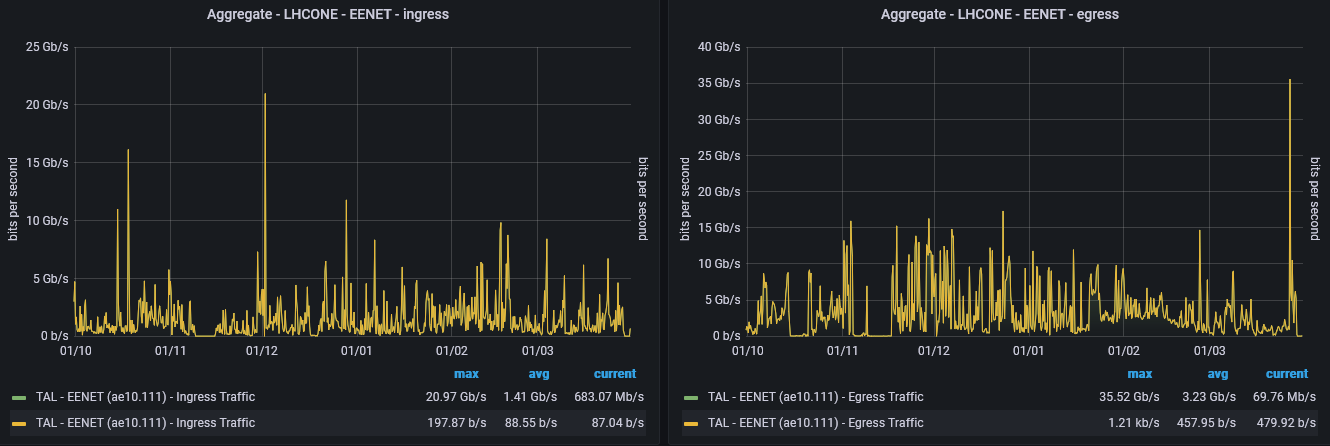 Aggregate - LHCONE - EENET - ingress
25 Gb/s
20 Gb/s
15 Gb/s
10 Gb/s
5 Gb/s
0 b/s
bits per second
bits per second
01/10 01/11 01/12 01/01 01/02 01/03
max avg current
TAL - EENET (ae10.111) - Ingress Traffic 20.97 Gb/s 1.41 Gb/s 683.07 Mb/s
TAL - EENET (ae10.111) - Ingress Traffic 197.87 b/s 88.55 b/s 87.04 b/s
Aggregate - LHCONE - EENET - egress
40 Gb/s
35 Gb/s
30 Gb/s
25 Gb/s
20 Gb/s
15 Gb/s
10 Gb/s
5 Gb/s
0 b/s
bits per second
bits per second
01/10 01/11 01/12 01/01 01/02 01/03
max avg current
TAL - EENET (ae10.111) - Egress Traffic 35.52 Gb/s 3.23 Gb/s 69.76 Mb/s
TAL - EENET (ae10.111) - Egress Traffic 1.21 kb/s 457.95 b/s 479.92 b/s